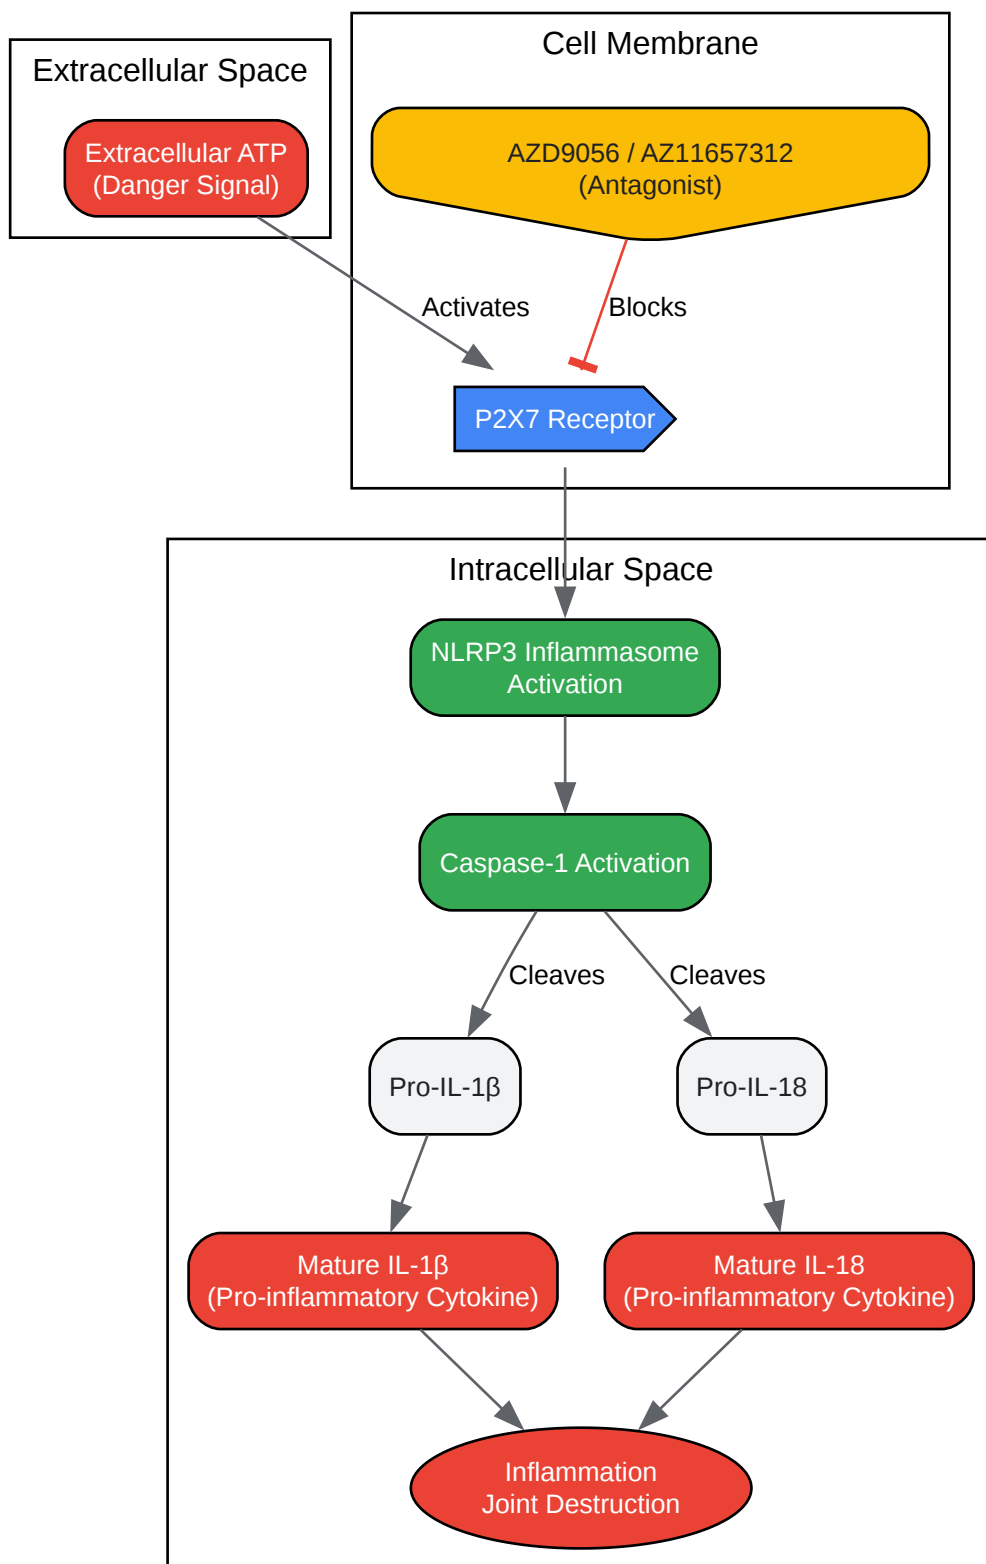 Extracellular Space
Extracellular ATP
(Danger Signal)
Cell Membrane
AZD9056 / AZ11657312
(Antagonist)
Activates
Blocks
P2X7 Receptor
Intracellular Space
NLRP3 Inflammasome
Activation
Caspase-1 Activation
Cleaves
Cleaves
Pro-IL-1β
Pro-IL-18
Mature IL-1β
(Pro-inflammatory Cytokine)
Mature IL-18
(Pro-inflammatory Cytokine)
Inflammation
Joint Destruction